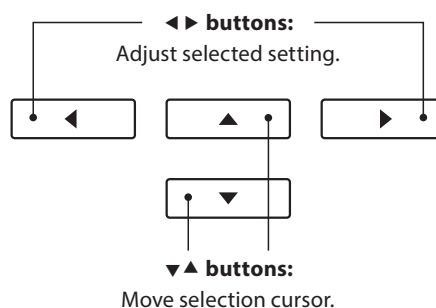 ◀ ▶ buttons:
Adjust selected setting.
▼▲ buttons:
Move selection cursor.